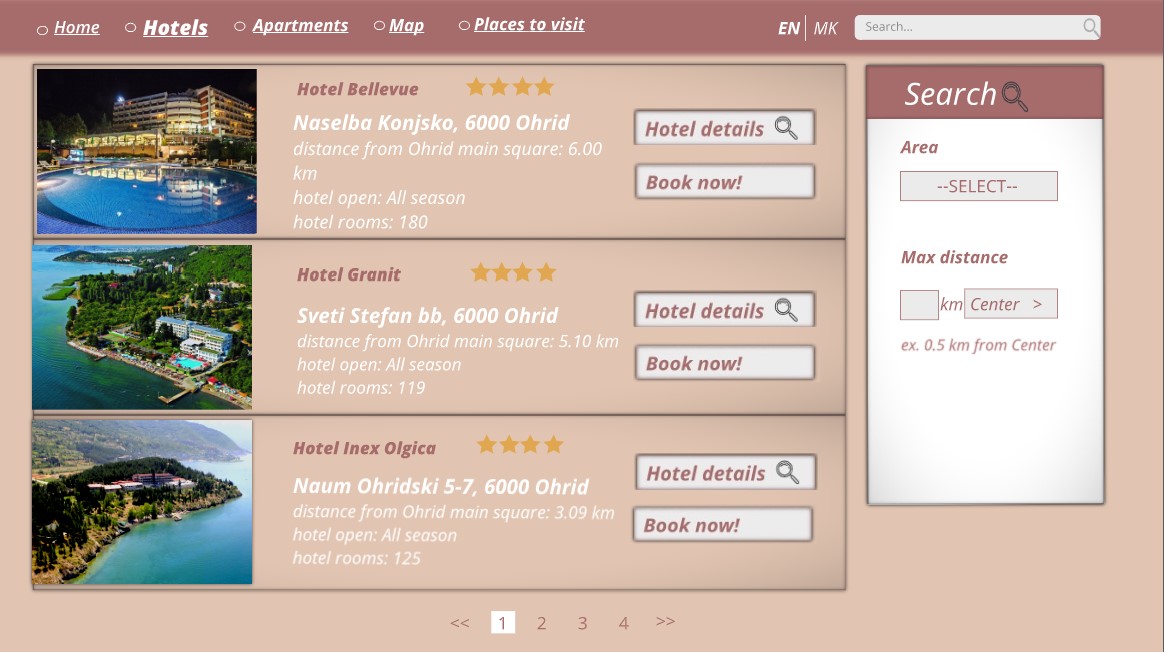 Home
Hotels
Apartments
Map
Places to visit
EN
MK
Search...
Hotel Bellevue
Naselba Konjsko, 6000 Ohrid
distance from Ohrid main square: 6.00
km
hotel open: All season
hotel rooms: 180
Hotel details
Book now!
Hotel Granit
Sveti Stefan bb, 6000 Ohrid
distance from Ohrid main square: 5.10 km
hotel open: All season
hotel rooms: 119
Hotel details
Book now!
Hotel Inex Olgica
Naum Ohridski 5-7, 6000 Ohrid
distance from Ohrid main square: 3.09 km
hotel open: All season
hotel rooms: 125
Hotel details
Book now!
<< 1 2 3 4 >>
Search
Area
--SELECT--
Max distance
km Center >
ex. 0.5 km from Center